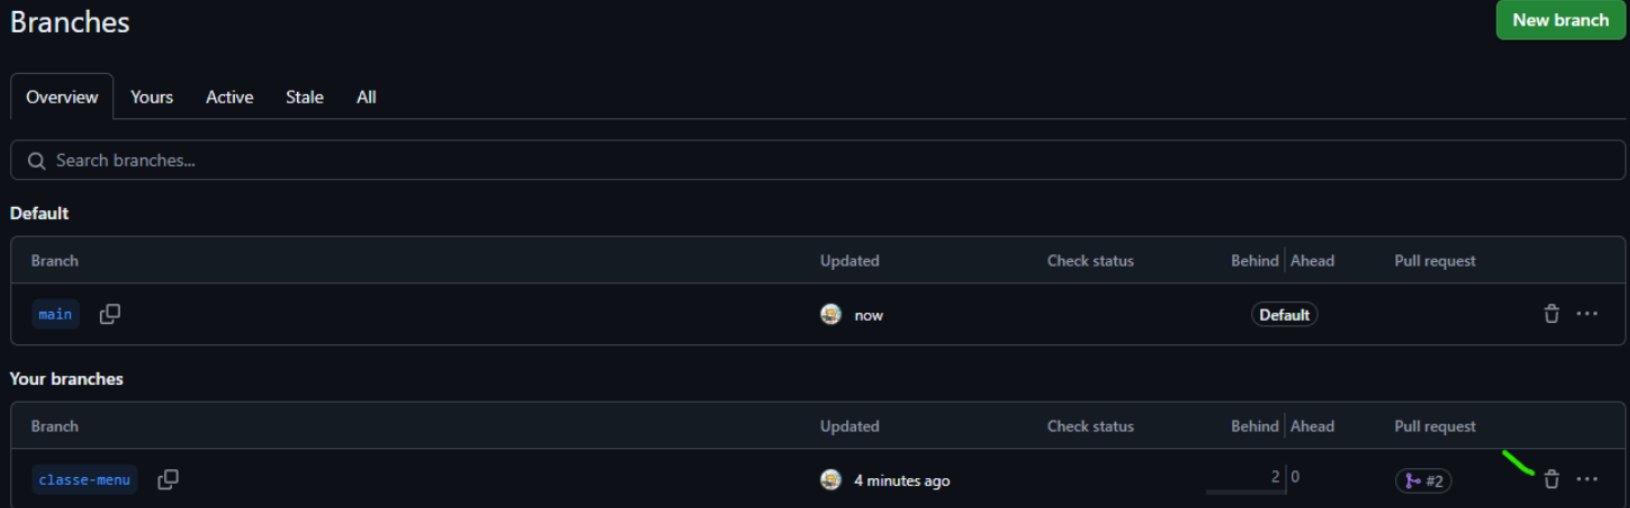 Branches
New branch
Overview Yours Active Stale All
Search branches...
Default
Branch Updated Check status Behind Ahead Pull request
main now Default
Your branches
Branch Updated Check status Behind Ahead Pull request
classe-menu 4 minutes ago 2 0 #2